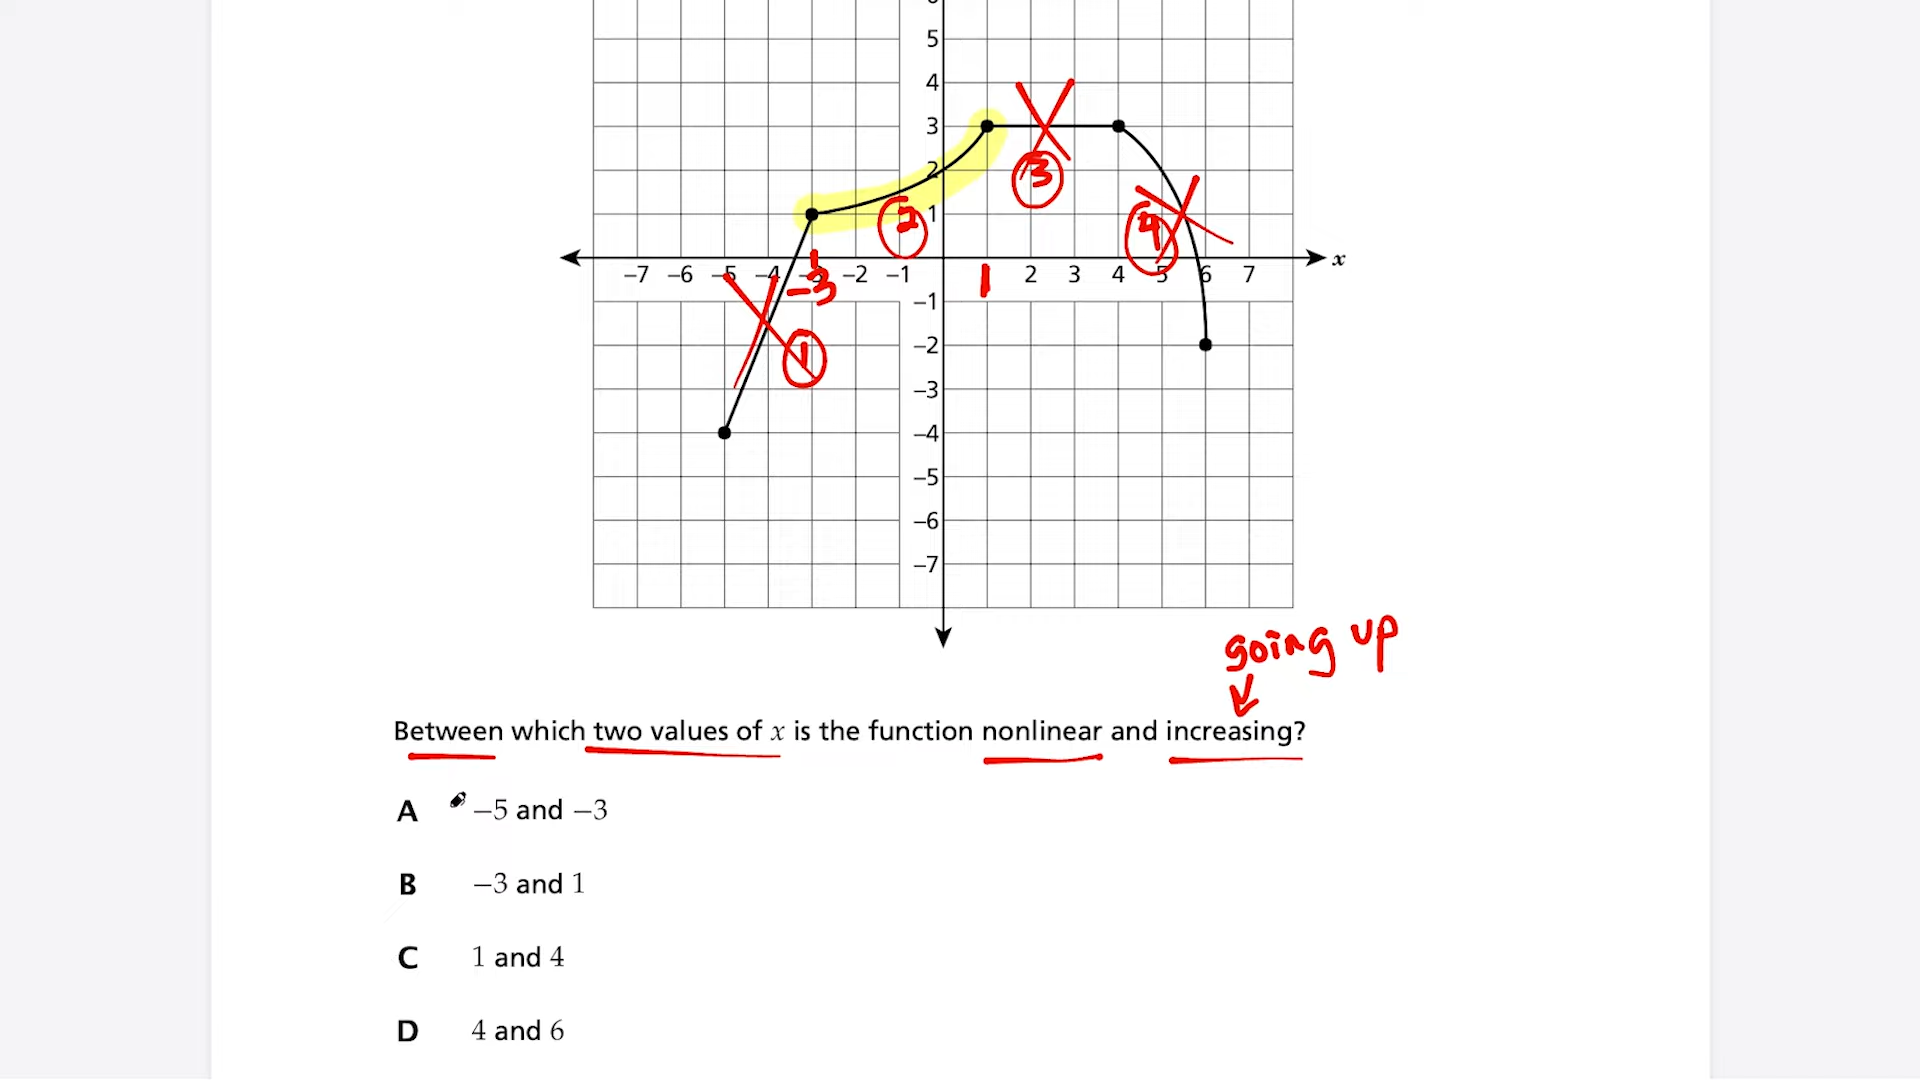 5
4
3
③
2
②
1
④
-7 -6 -5 -4 -2 -1 2 3 4 5 6 7 x
-3 1
-1
-2
①
-3
-4
-5
-6
-7
going up
Between which two values of x is the function nonlinear and increasing?
A -5 and -3
B -3 and 1
C 1 and 4
D 4 and 6